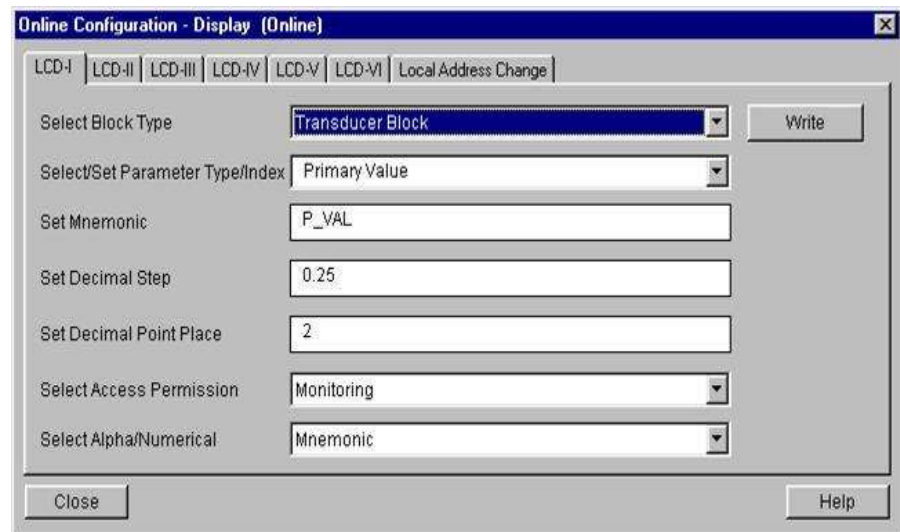 Online Configuration - Display (Online)
LCD-I LCD-II LCD-III LCD-IV LCD-V LCD-VI Local Address Change
Select Block Type Transducer Block Write
Select/Set Parameter Type/Index Primary Value
Set Mnemonic P_VAL
Set Decimal Step 0.25
Set Decimal Point Place 2
Select Access Permission Monitoring
Select Alpha/Numerical Mnemonic
Close Help